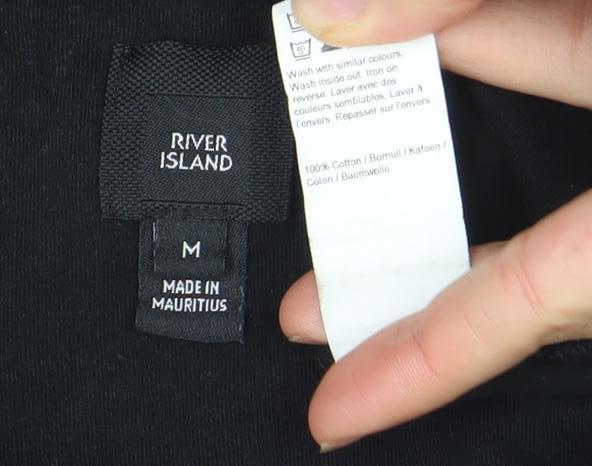 RIVER
ISLAND
M
MADE IN
MAURITIUS
40
Wash with similar colours.
Wash inside out. Iron on
reverse. Laver avec des
couleurs semblables. Laver à
l'envers. Repasser sur l'envers
100% Cotton / Bomull / Katoen /
Coton / Baumwolle